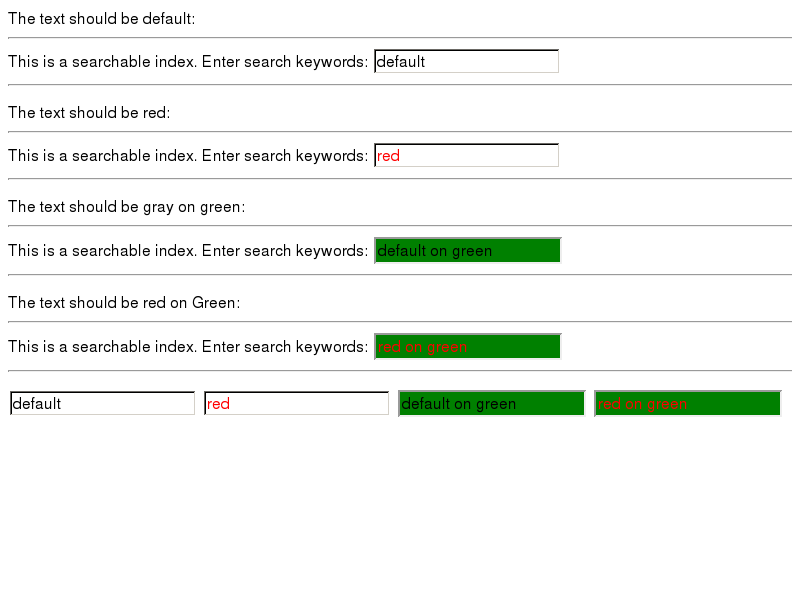 The text should be default:
This is a searchable index. Enter search keywords: default
The text should be red:
This is a searchable index. Enter search keywords: red
The text should be gray on green:
This is a searchable index. Enter search keywords: default on green
The text should be red on Green:
This is a searchable index. Enter search keywords: red on green
default red default on green red on green